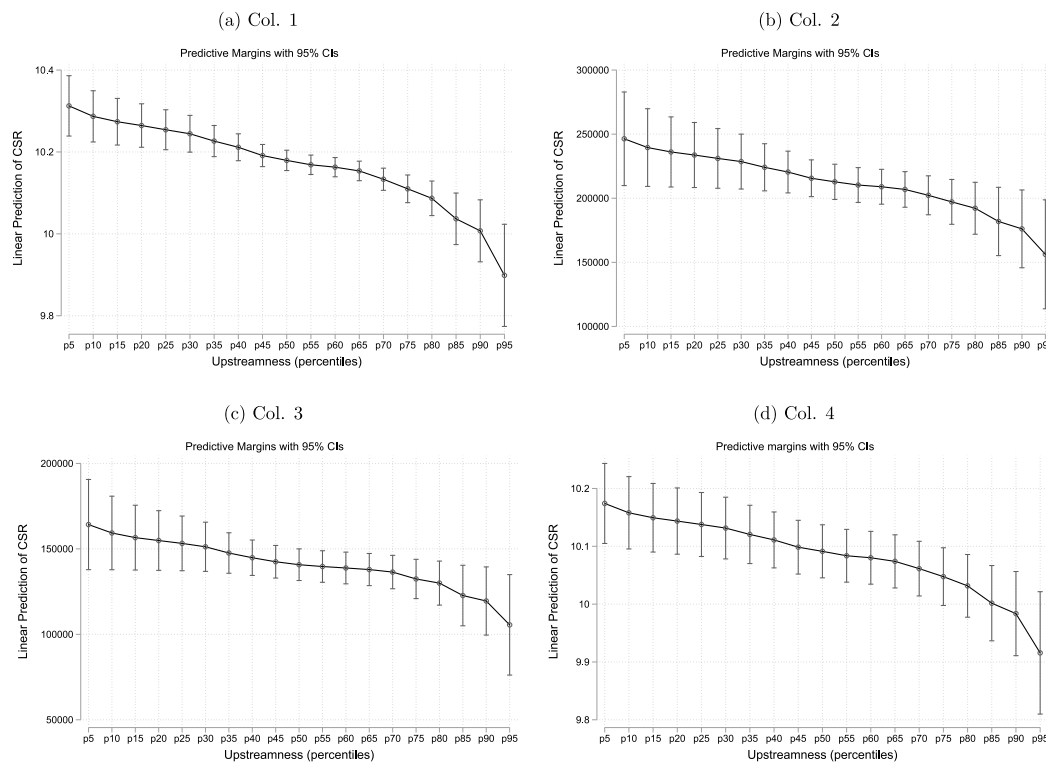 (a) Col. 1
Predictive Margins with 95% CIs
10.4
10.2
10
9.8
Linear Prediction of CSR
p5 p10 p15 p20 p25 p30 p35 p40 p45 p50 p55 p60 p65 p70 p75 p80 p85 p90 p95
Upstreamness (percentiles)
(b) Col. 2
Predictive Margins with 95% CIs
300000
250000
200000
150000
100000
Linear Prediction of CSR
p5 p10 p15 p20 p25 p30 p35 p40 p45 p50 p55 p60 p65 p70 p75 p80 p85 p90 p9
Upstreamness (percentiles)
(c) Col. 3
Predictive Margins with 95% CIs
200000
150000
100000
50000
Linear Prediction of CSR
p5 p10 p15 p20 p25 p30 p35 p40 p45 p50 p55 p60 p65 p70 p75 p80 p85 p90 p95
Upstreamness (percentiles)
(d) Col. 4
Predictive margins with 95% CIs
10.2
10.1
10
9.9
9.8
Linear Prediction of CSR
p5 p10 p15 p20 p25 p30 p35 p40 p45 p50 p55 p60 p65 p70 p75 p80 p85 p90 p95
Upstreamness (percentiles)